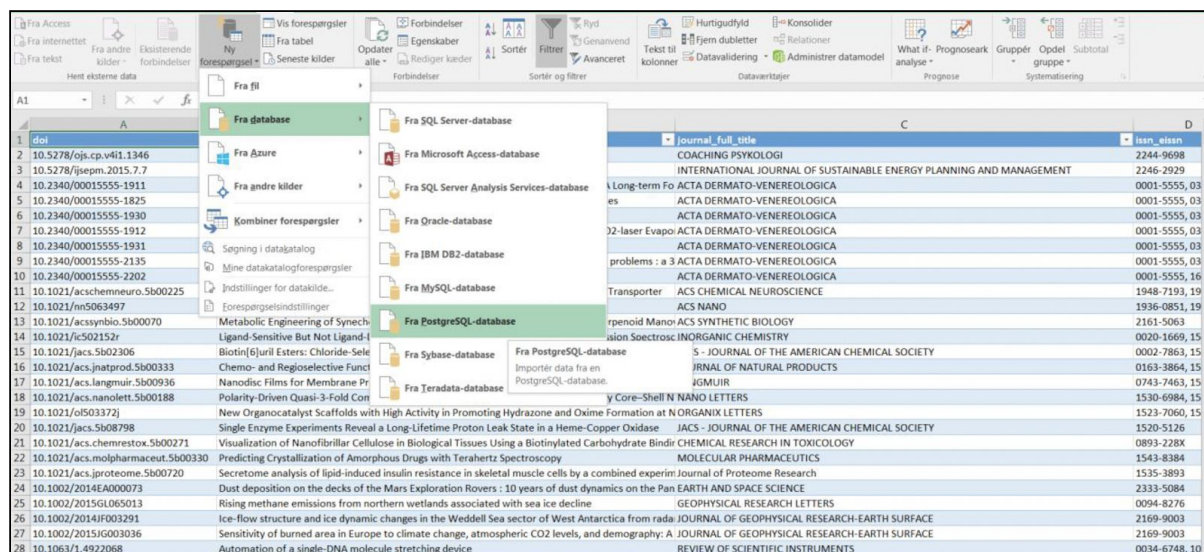 Fra Access
Fra internettet
Fra tekst
Fra andre kilder
Eksisterende forbindelser
Hent eksterne data
Ny forespørgsel
Vis forespørgsler
Fra tabel
Seneste kilder
Opdater alle
Forbindelser
Egenskaber
Rediger kæder
Forbindelser
Sortér
Filtrer
Ryd
Genanvend
Avanceret
Sortér og filtrer
Tekst til kolonner
Hurtigudfyld
Fjern dubletter
Datavalidering
Konsolider
Relationer
Administrer datamodel
Dataværktøjer
What if-analyse
Prognoseark
Prognose
Gruppér
Opdel gruppe
Subtotal
Systematisering
A1
fx
Fra fil
Fra database
Fra Azure
Fra andre kilder
Kombiner forespørgsler
Søgning i datakatalog
Mine datakatalogforespørgsler
Indstillinger for datakilde...
Forespørgselsindstillinger
Fra SQL Server-database
Fra Microsoft Access-database
Fra SQL Server Analysis Services-database
Fra Oracle-database
Fra IBM DB2-database
Fra MySQL-database
Fra PostgreSQL-database
Fra Sybase-database
Fra Teradata-database
Fra PostgreSQL-database
Importér data fra en
PostgreSQL-database.
A C D
1 doi journal_full_title issn_eissn
2 10.5278/ojs.cp.v4i1.1346 COACHING PSYKOLOGI 2244-9698
3 10.5278/ijsepm.2015.7.7 INTERNATIONAL JOURNAL OF SUSTAINABLE ENERGY PLANNING AND MANAGEMENT 2246-2929
4 10.2340/00015555-1911 A Long-term Fo ACTA DERMATO-VENEREOLOGICA 0001-5555, 03
5 10.2340/00015555-1825 es ACTA DERMATO-VENEREOLOGICA 0001-5555, 03
6 10.2340/00015555-1930 ACTA DERMATO-VENEREOLOGICA 0001-5555, 03
7 10.2340/00015555-1912 O2-laser Evapo ACTA DERMATO-VENEREOLOGICA 0001-5555, 03
8 10.2340/00015555-1931 ACTA DERMATO-VENEREOLOGICA 0001-5555, 03
9 10.2340/00015555-2135 problems : a 3 ACTA DERMATO-VENEREOLOGICA 0001-5555, 03
10 10.2340/00015555-2202 ACTA DERMATO-VENEREOLOGICA 0001-5555, 16
11 10.1021/acschemneuro.5b00225 Transporter ACS CHEMICAL NEUROSCIENCE 1948-7193, 19
12 10.1021/nn5063497 ACS NANO 1936-0851, 19
13 10.1021/acssynbio.5b00070 Metabolic Engineering of Synech rpenoid Mano ACS SYNTHETIC BIOLOGY 2161-5063
14 10.1021/ic502152r Ligand-Sensitive But Not Ligand- ssion Spectrosc INORGANIC CHEMISTRY 0020-1669, 15
15 10.1021/jacs.5b02306 Biotin[6]uril Esters: Chloride-Sele S - JOURNAL OF THE AMERICAN CHEMICAL SOCIETY 0002-7863, 15
16 10.1021/acs.jnatprod.5b00333 Chemo- and Regioselective Funct URNAL OF NATURAL PRODUCTS 0163-3864, 15
17 10.1021/acs.langmuir.5b00936 Nanodisc Films for Membrane Pr NGMUIR 0743-7463, 15
18 10.1021/acs.nanolett.5b00188 Polarity-Driven Quasi-3-Fold Con y Core–Shell N NANO LETTERS 1530-6984, 15
19 10.1021/ol503372j New Organocatalyst Scaffolds with High Activity in Promoting Hydrazone and Oxime Formation at N ORGANIX LETTERS 1523-7060, 15
20 10.1021/jacs.5b08798 Single Enzyme Experiments Reveal a Long-Lifetime Proton Leak State in a Heme-Copper Oxidase JACS - JOURNAL OF THE AMERICAN CHEMICAL SOCIETY 1520-5126
21 10.1021/acs.chemrestox.5b00271 Visualization of Nanofibrillar Cellulose in Biological Tissues Using a Biotinylated Carbohydrate Bindin CHEMICAL RESEARCH IN TOXICOLOGY 0893-228X
22 10.1021/acs.molpharmaceut.5b00330 Predicting Crystallization of Amorphous Drugs with Terahertz Spectroscopy MOLECULAR PHARMACEUTICS 1543-8384
23 10.1021/acs.jproteome.5b00720 Secretome analysis of lipid-induced insulin resistance in skeletal muscle cells by a combined experim Journal of Proteome Research 1535-3893
24 10.1002/2014EA000073 Dust deposition on the decks of the Mars Exploration Rovers : 10 years of dust dynamics on the Pan EARTH AND SPACE SCIENCE 2333-5084
25 10.1002/2015GL065013 Rising methane emissions from northern wetlands associated with sea ice decline GEOPHYSICAL RESEARCH LETTERS 0094-8276
26 10.1002/2014JF003291 Ice-flow structure and ice dynamic changes in the Weddell Sea sector of West Antarctica from rada JOURNAL OF GEOPHYSICAL RESEARCH-EARTH SURFACE 2169-9003
27 10.1002/2015JG003036 Sensitivity of burned area in Europe to climate change, atmospheric CO2 levels, and demography: A JOURNAL OF GEOPHYSICAL RESEARCH-EARTH SURFACE 2169-9003
28 10.1063/1.4922068 Automation of a single-DNA molecule stretching device REVIEW OF SCIENTIFIC INSTRUMENTS 0034-6748, 10